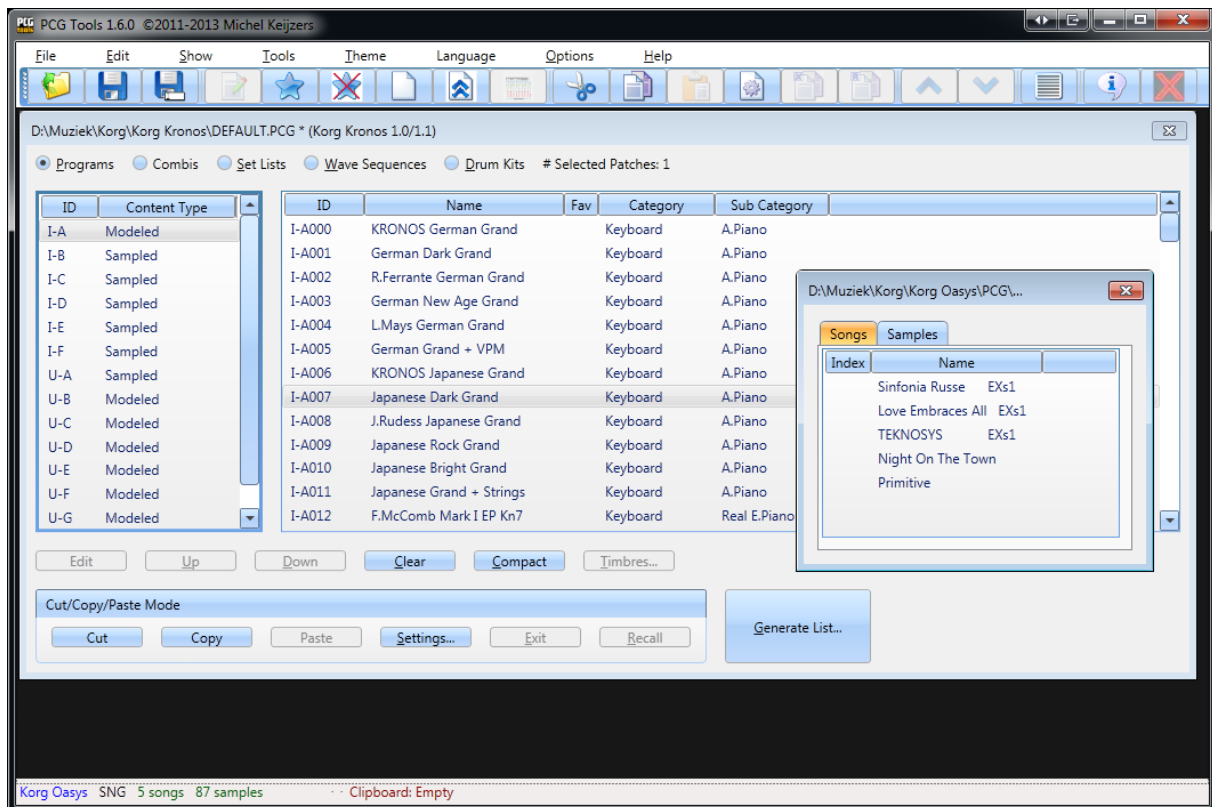 PCG Tools 1.6.0 ©2011-2013 Michel Keijzers
File Edit Show Tools Theme Language Options Help
D:\Muziek\Korg\Korg Kronos\DEFAULT.PCG * (Korg Kronos 1.0/1.1)
Programs Combis Set Lists Wave Sequences Drum Kits # Selected Patches: 1
ID Content Type
I-A Modeled
I-B Sampled
I-C Sampled
I-D Sampled
I-E Sampled
I-F Sampled
U-A Sampled
U-B Modeled
U-C Modeled
U-D Modeled
U-E Modeled
U-F Modeled
U-G Modeled
ID Name Fav Category Sub Category
I-A000 KRONOS German Grand Keyboard A.Piano
I-A001 German Dark Grand Keyboard A.Piano
I-A002 R.Ferrante German Grand Keyboard A.Piano
I-A003 German New Age Grand Keyboard A.Piano
I-A004 L.Mays German Grand Keyboard A.Piano
I-A005 German Grand + VPM Keyboard A.Piano
I-A006 KRONOS Japanese Grand Keyboard A.Piano
I-A007 Japanese Dark Grand Keyboard A.Piano
I-A008 J.Rudess Japanese Grand Keyboard A.Piano
I-A009 Japanese Rock Grand Keyboard A.Piano
I-A010 Japanese Bright Grand Keyboard A.Piano
I-A011 Japanese Grand + Strings Keyboard A.Piano
I-A012 F.McComb Mark I EP Kn7 Keyboard Real E.Piano
D:\Muziek\Korg\Korg Oasys\PCG\...
Songs Samples
Index Name
Sinfonia Russe EXs1
Love Embraces All EXs1
TEKNOSYS EXs1
Night On The Town
Primitive
Edit Up Down Clear Compact Timbres...
Cut/Copy/Paste Mode
Cut Copy Paste Settings... Exit Recall
Generate List...
Korg Oasys SNG 5 songs 87 samples - - Clipboard: Empty